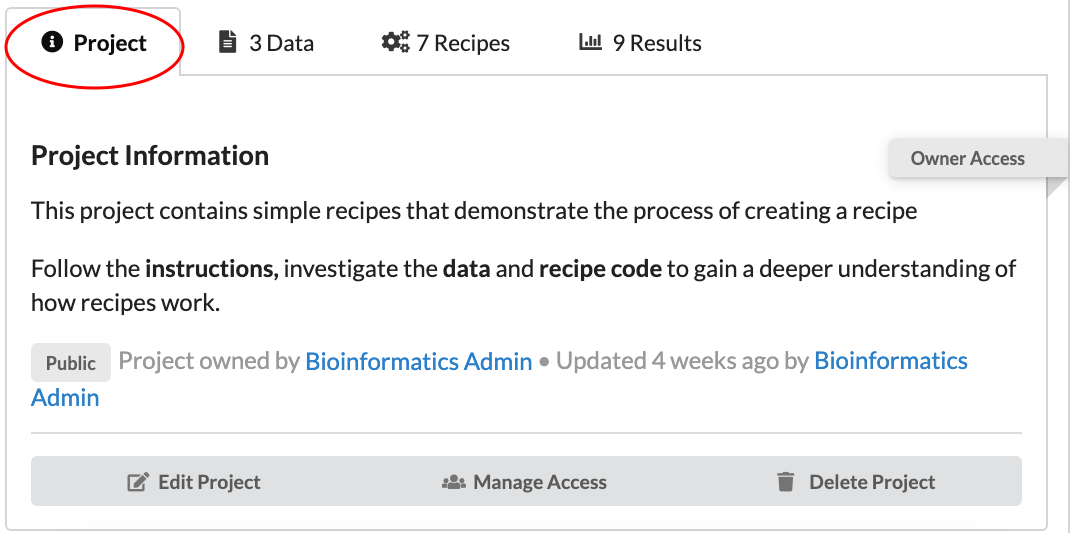 Project 3 Data 7 Recipes 9 Results
Project Information
Owner Access
This project contains simple recipes that demonstrate the process of creating a recipe
Follow the instructions, investigate the data and recipe code to gain a deeper understanding of
how recipes work.
Public Project owned by Bioinformatics Admin • Updated 4 weeks ago by Bioinformatics
Admin
Edit Project Manage Access Delete Project